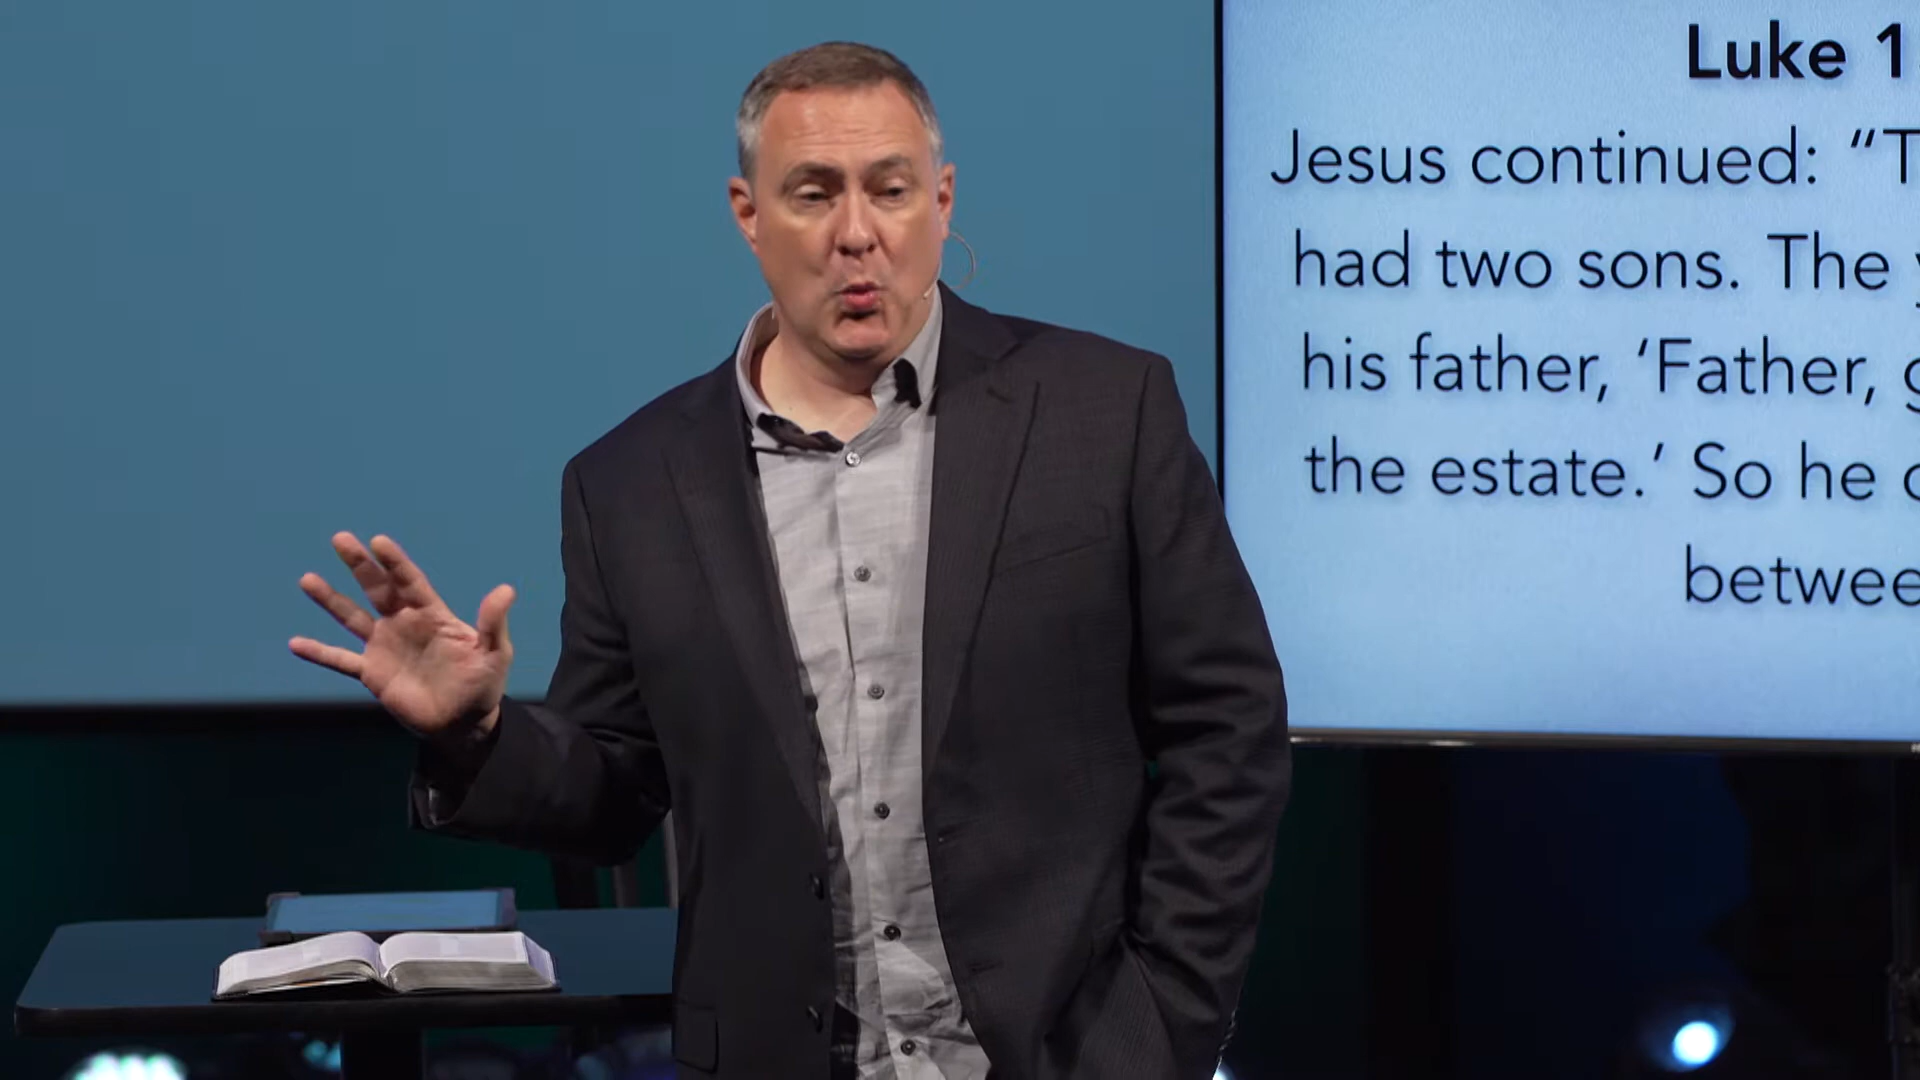 Luke 1
Jesus continued: “T
had two sons. The
his father, ‘Father, g
the estate.’ So he
betwee